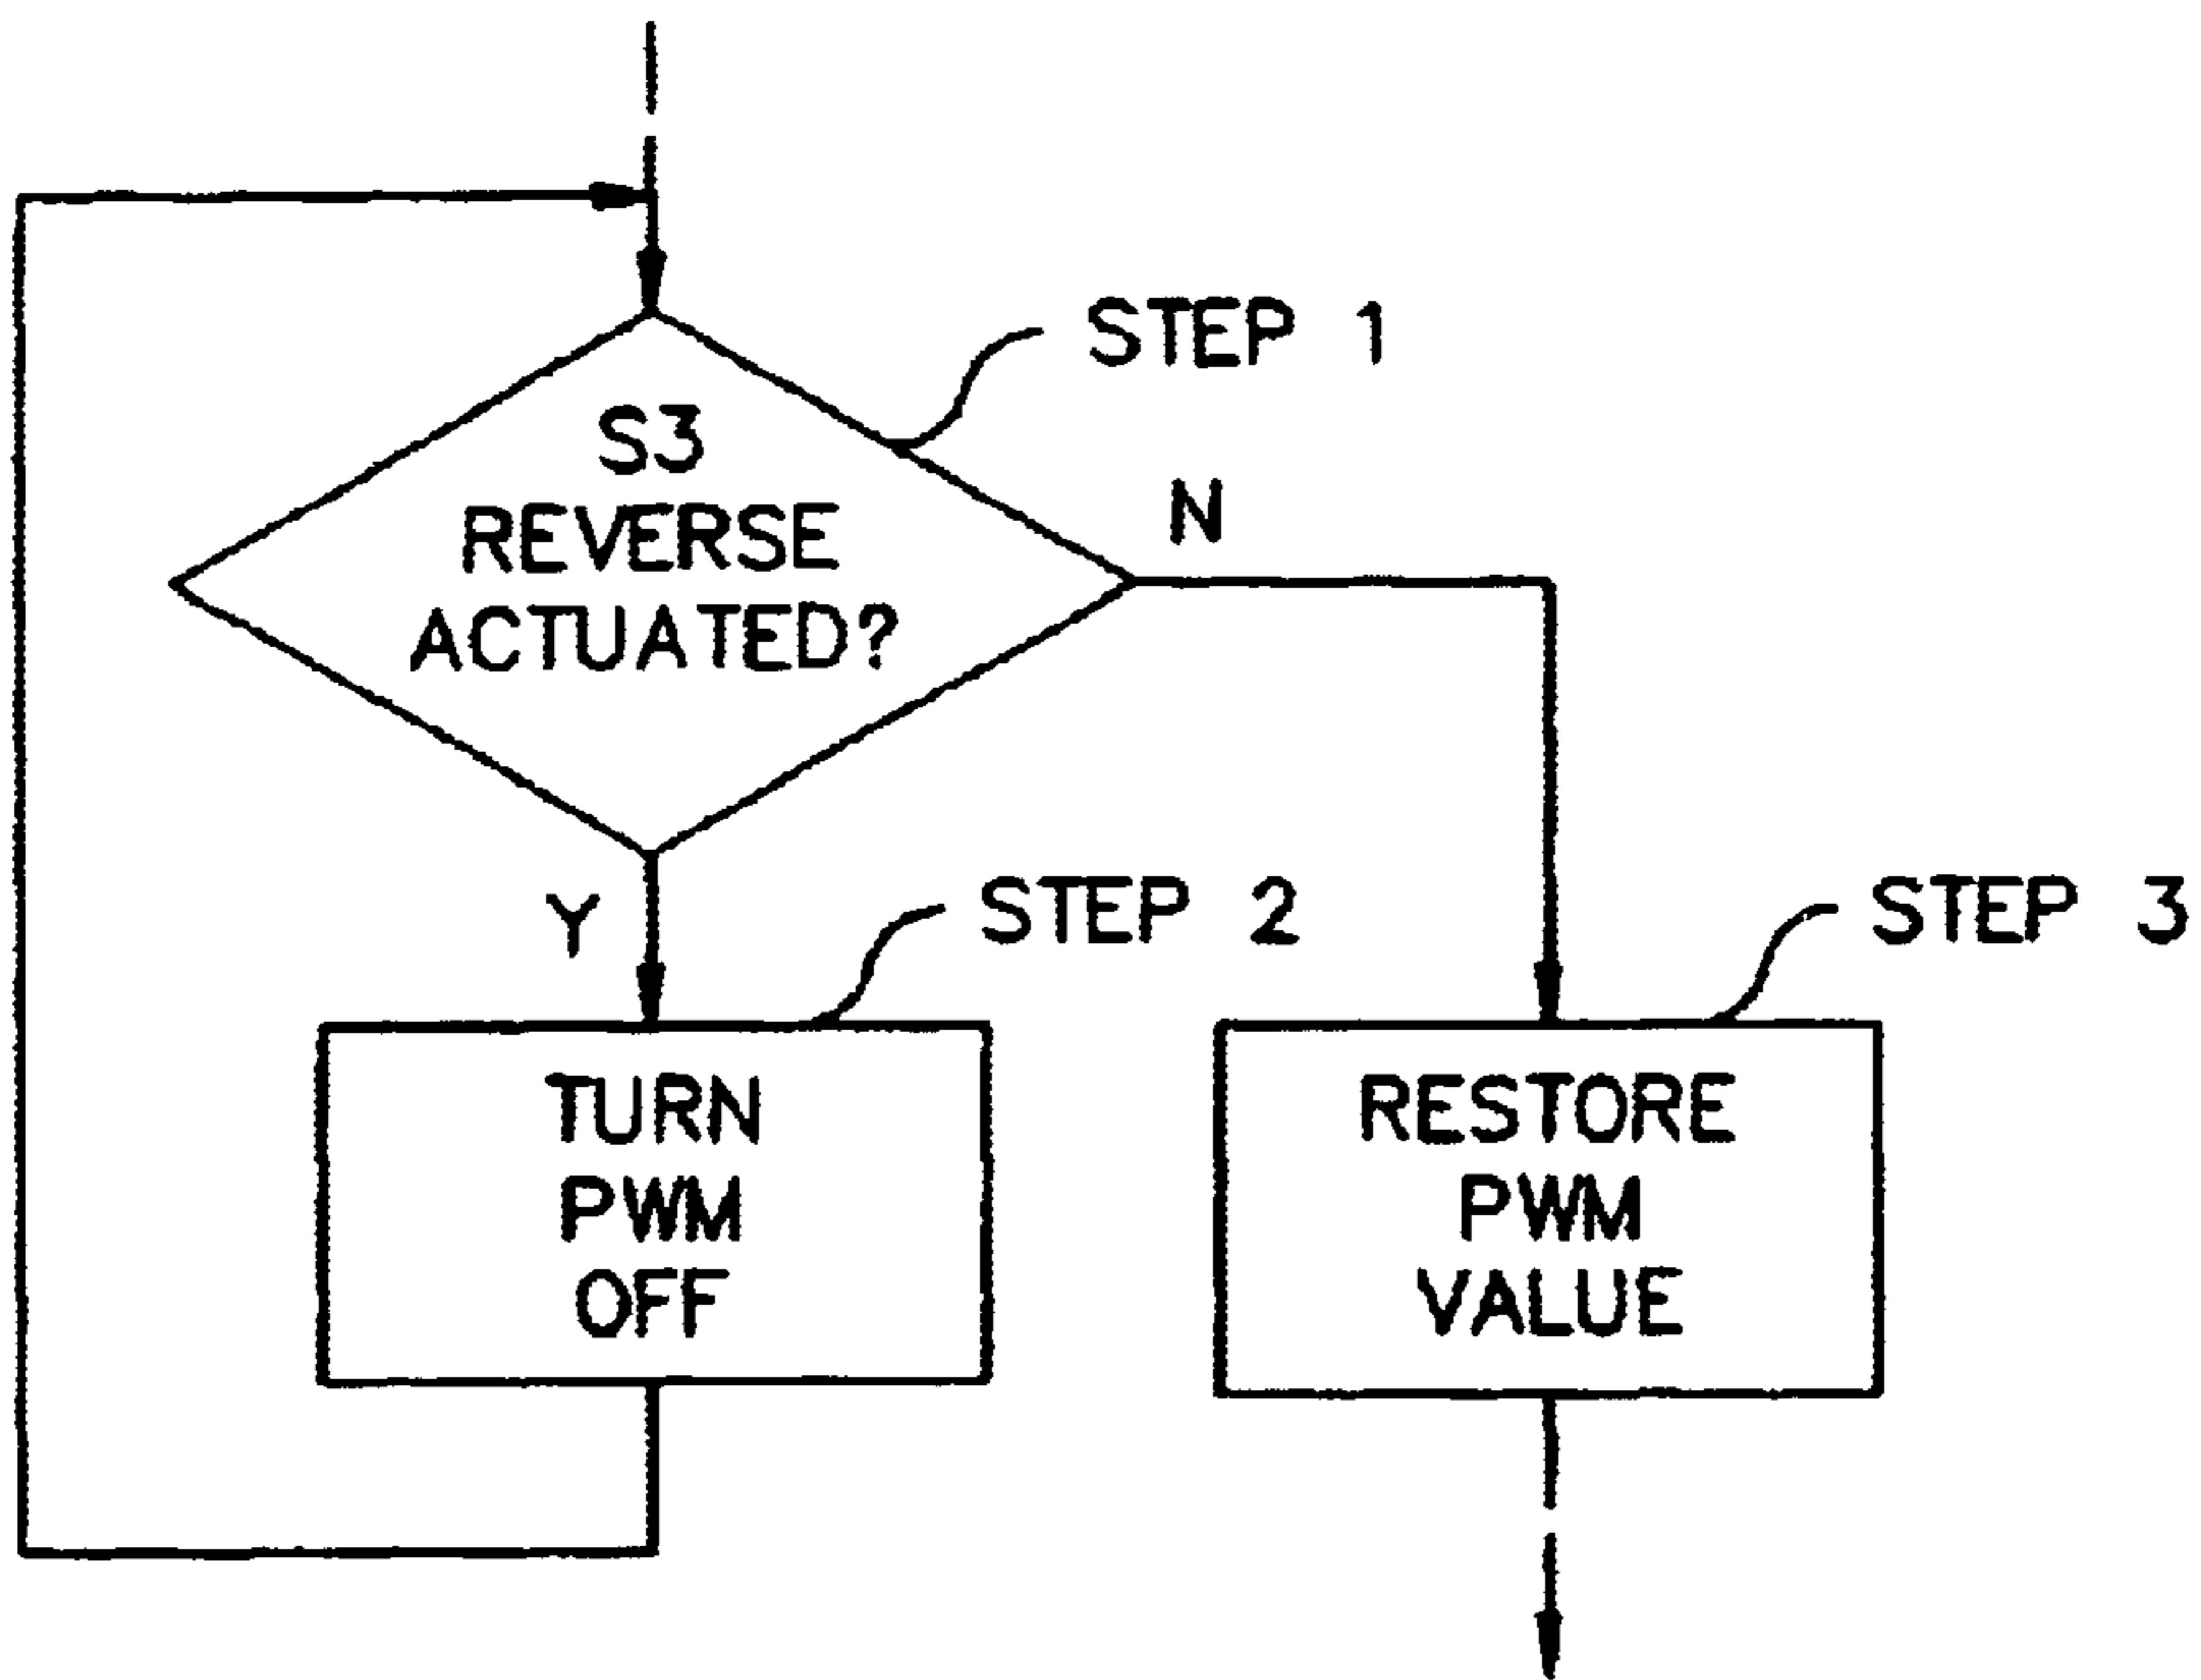 STEP 1
S3
REVERSE
ACTUATED?
N
Y
STEP 2
STEP 3
TURN
PWM
OFF
RESTORE
PWM
VALUE